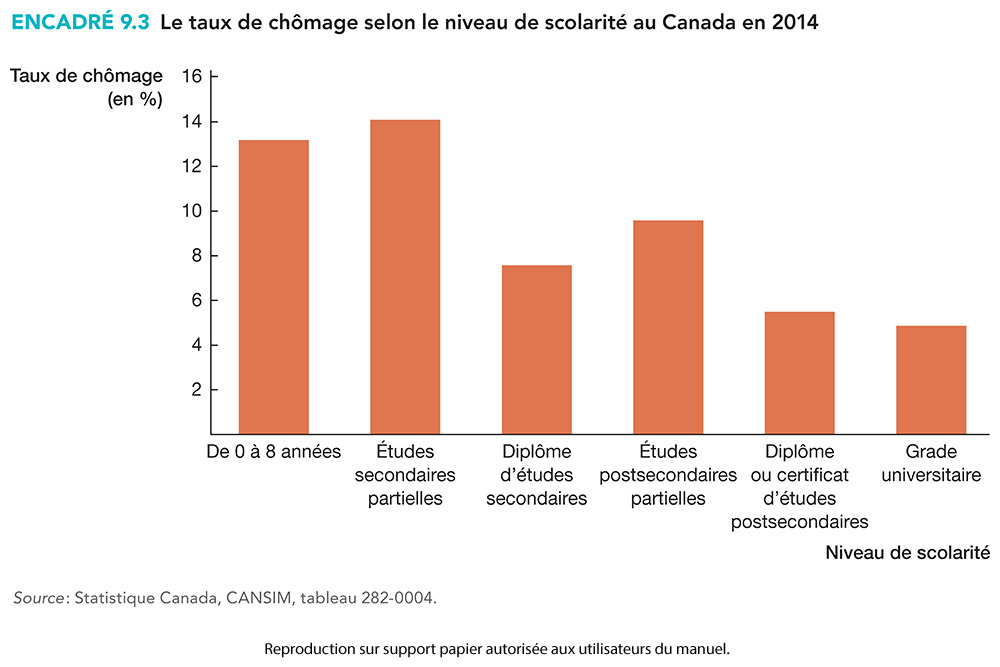 ENCADRÉ 9.3 Le taux de chômage selon le niveau de scolarité au Canada en 2014
Taux de chômage
(en %)
16
14
12
10
8
6
4
2
De 0 à 8 années
Études
secondaires
partielles
Diplôme
d'études
secondaires
Études
postsecondaires
partielles
Diplôme
ou certificat
d'études
postsecondaires
Grade
universitaire
Niveau de scolarité
Source : Statistique Canada, CANSIM, tableau 282-0004.
Reproduction sur support papier autorisée aux utilisateurs du manuel.